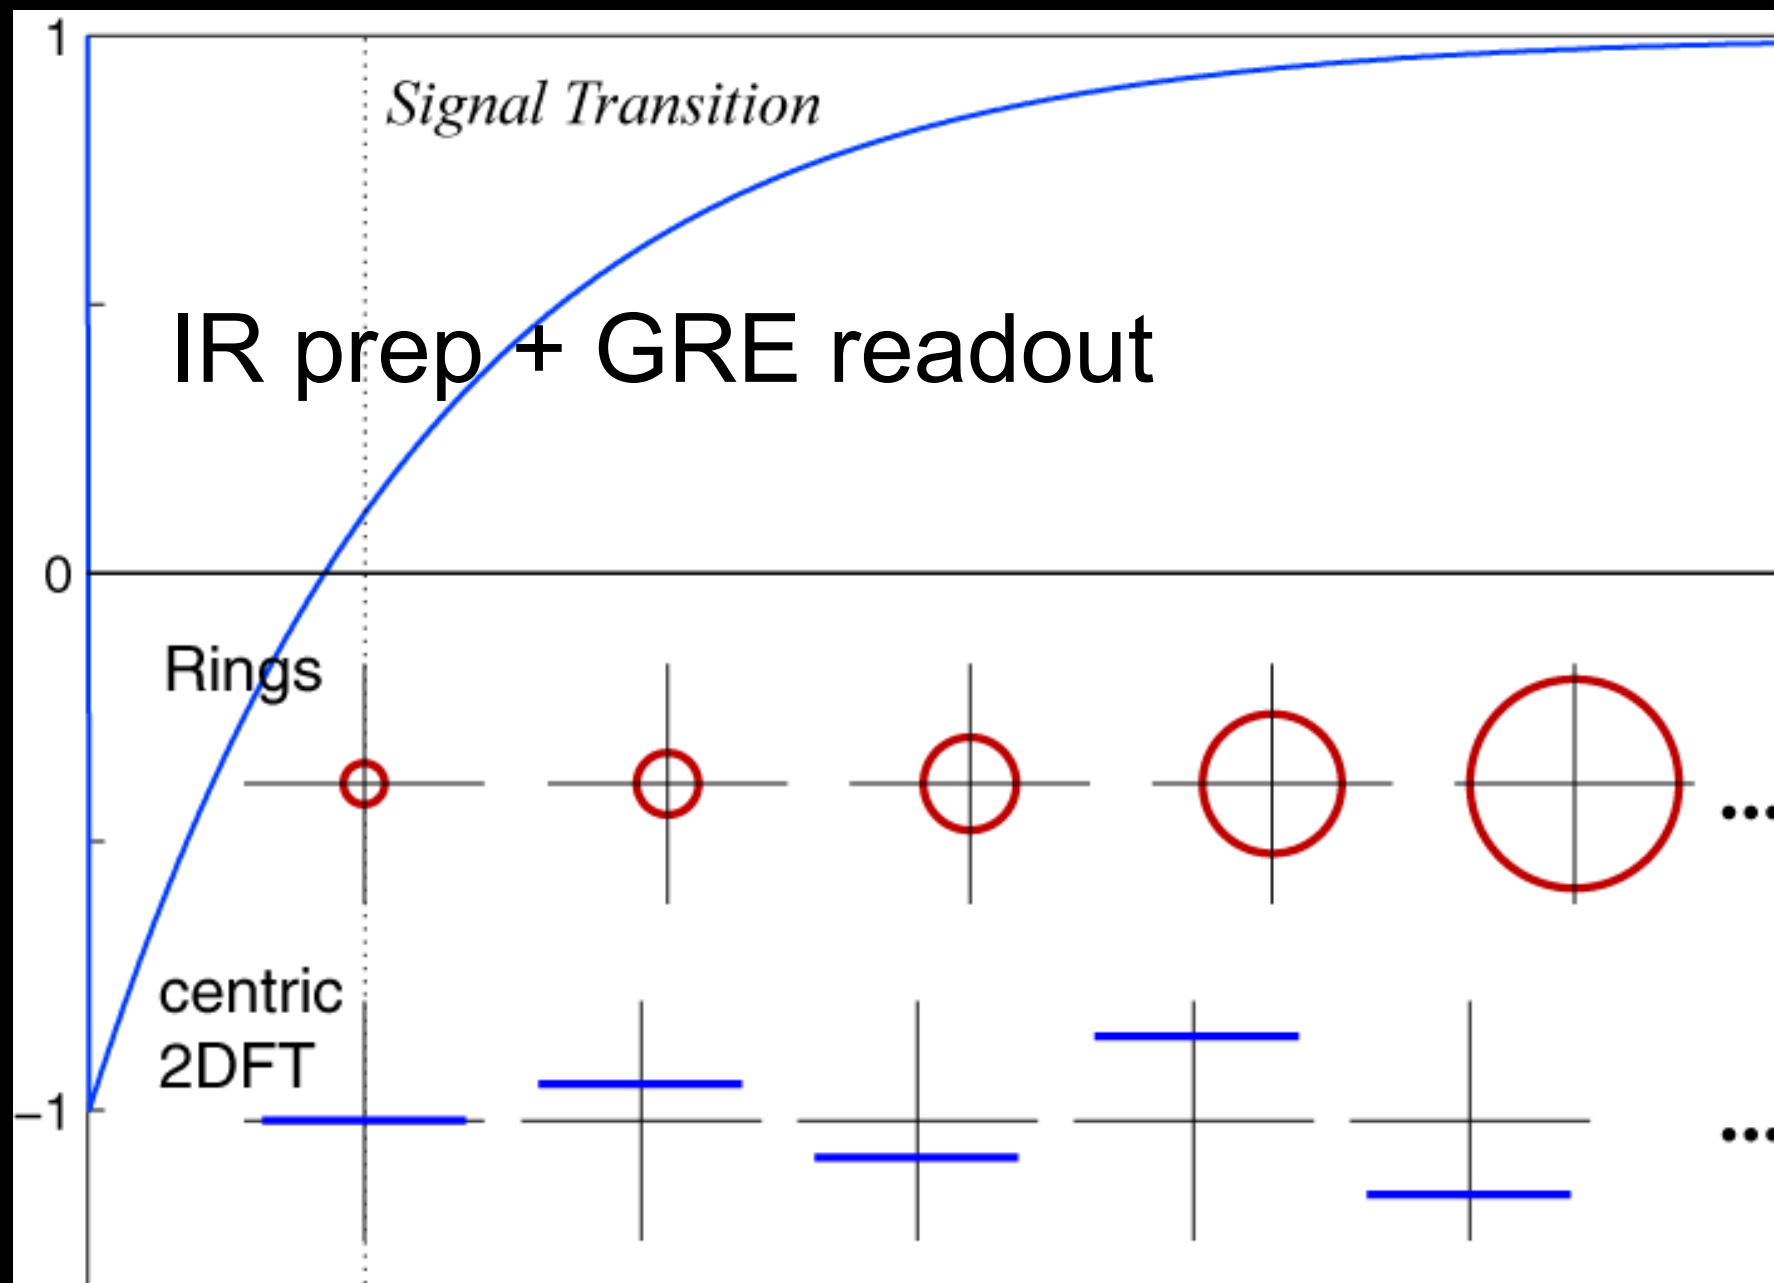 1
Signal Transition
IR prep + GRE readout
0
Rings
...
centric
2DFT
−1
...